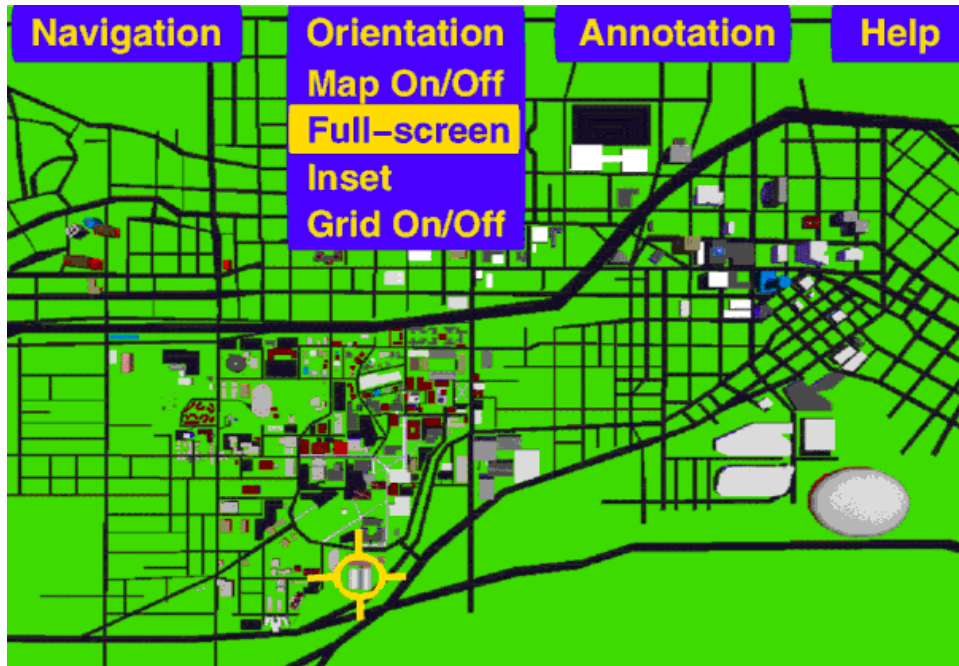 Navigation
Orientation
Annotation
Help
Map On/Off
Full-screen
Inset
Grid On/Off